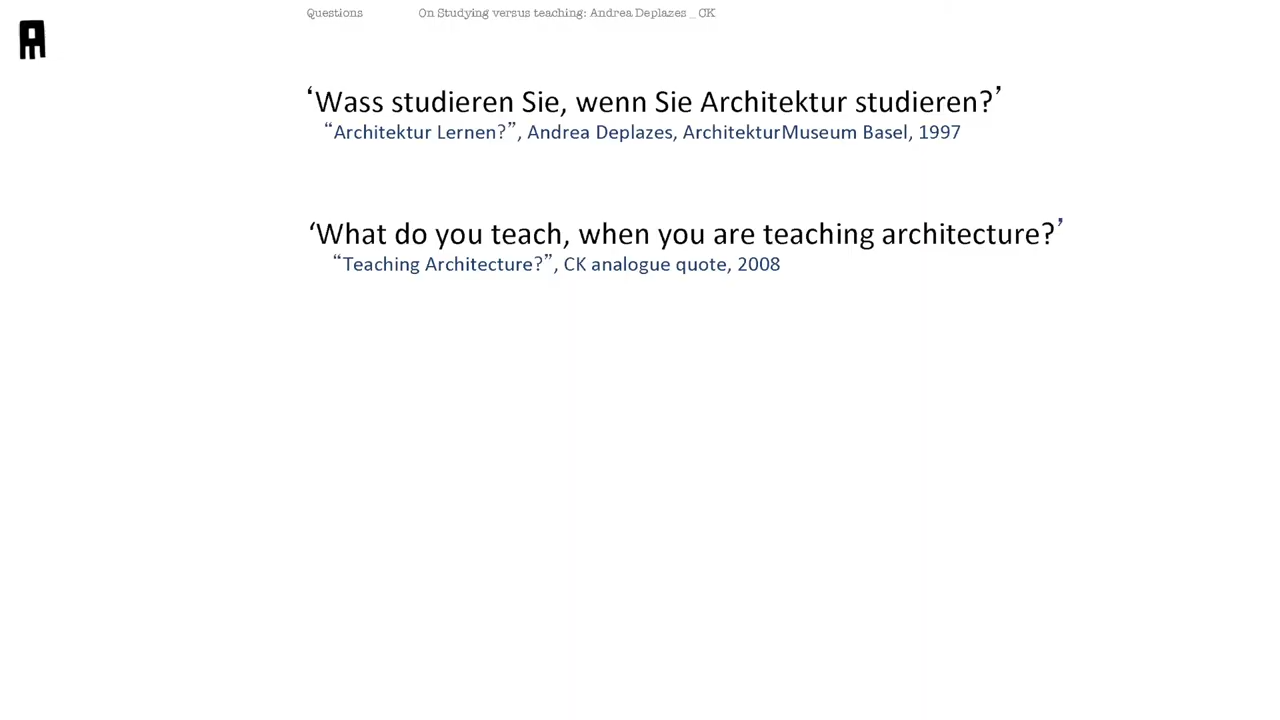 Questions On Studying versus teaching: Andrea Deplazes _ CK
‘Wass studieren Sie, wenn Sie Architektur studieren?’
“Architektur Lernen?”, Andrea Deplazes, ArchitekturMuseum Basel, 1997
‘What do you teach, when you are teaching architecture?’
“Teaching Architecture?”, CK analogue quote, 2008